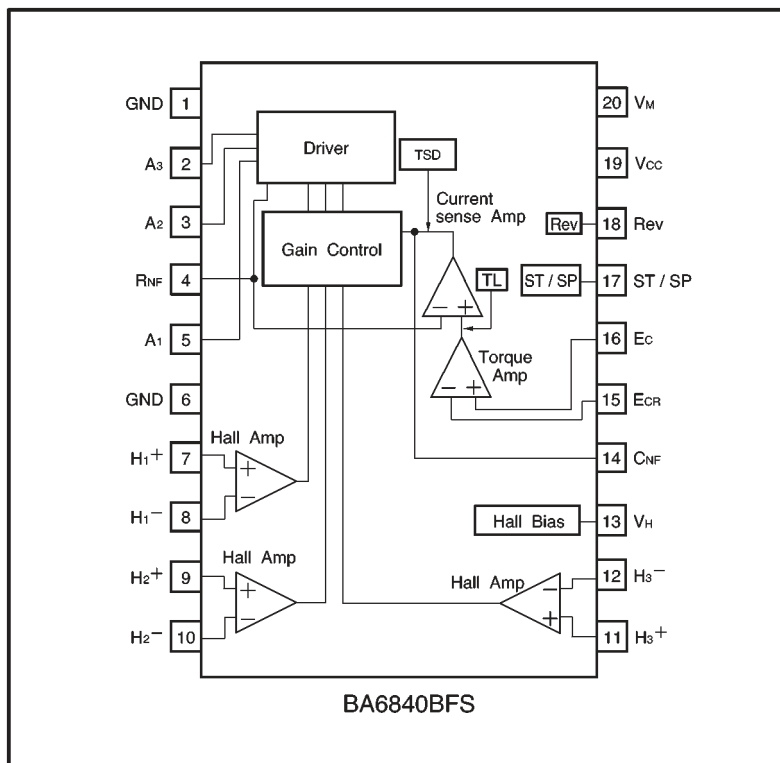 GND 1
A3 2
A2 3
RNF 4
A1 5
GND 6
H1+ 7
H1− 8
H2+ 9
H2− 10
Driver
TSD
Current
sense Amp
Gain Control
− +
TL
Torque
Amp
− +
Hall Amp
+
−
Hall Amp
+
−
Hall Amp
−
+
Hall Bias
Rev
ST / SP
20 VM
19 VCC
18 Rev
17 ST / SP
16 EC
15 ECR
14 CNF
13 VH
12 H3−
11 H3+
BA6840BFS